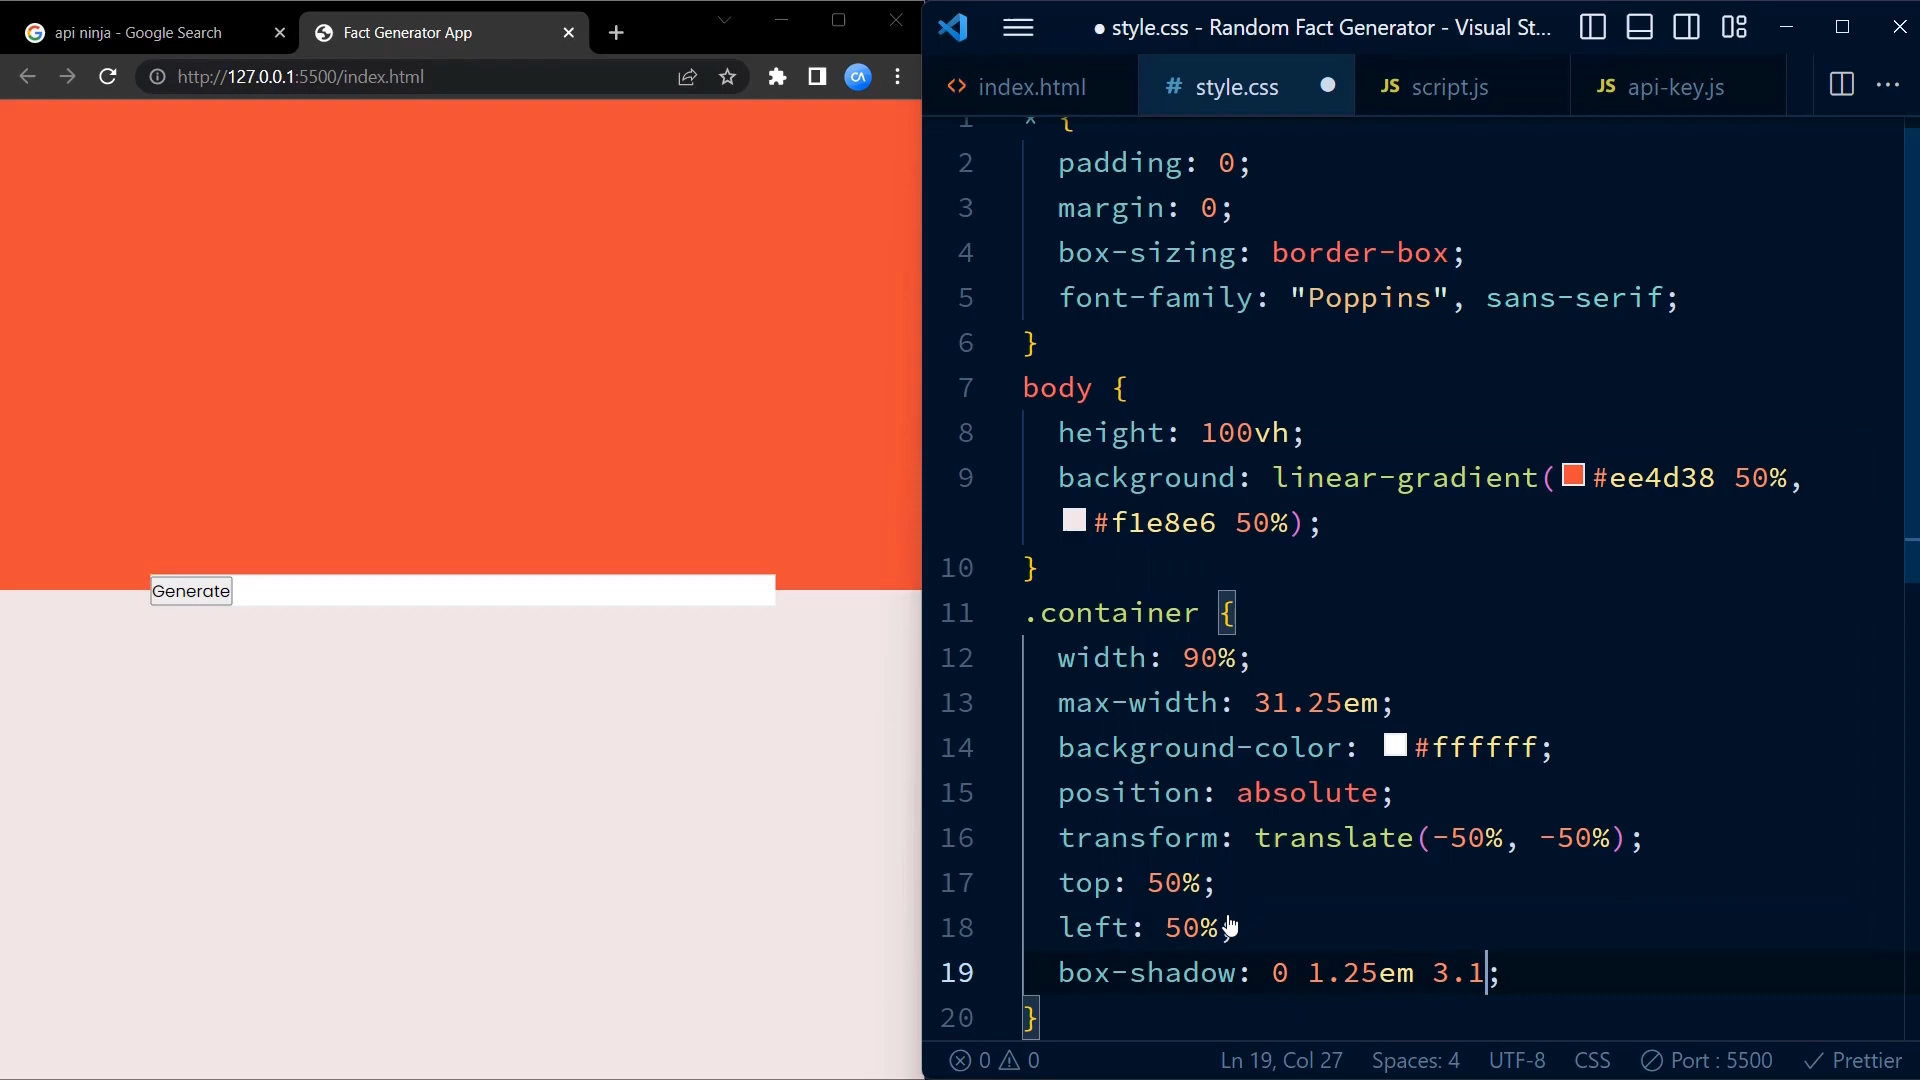 api ninja - Google Search
Fact Generator App
http://127.0.0.1:5500/index.html
CA
Generate
● style.css - Random Fact Generator - Visual St...
index.html
# style.css
JS script.js
JS api-key.js
1 * {
2 padding: 0;
3 margin: 0;
4 box-sizing: border-box;
5 font-family: "Poppins", sans-serif;
6 }
7 body {
8 height: 100vh;
9 background: linear-gradient(#ee4d38 50%,
#f1e8e6 50%);
10 }
11 .container {
12 width: 90%;
13 max-width: 31.25em;
14 background-color: #ffffff;
15 position: absolute;
16 transform: translate(-50%, -50%);
17 top: 50%;
18 left: 50%;
19 box-shadow: 0 1.25em 3.1;
20 }
0 0 Ln 19, Col 27 Spaces: 4 UTF-8 CSS Port : 5500 Prettier